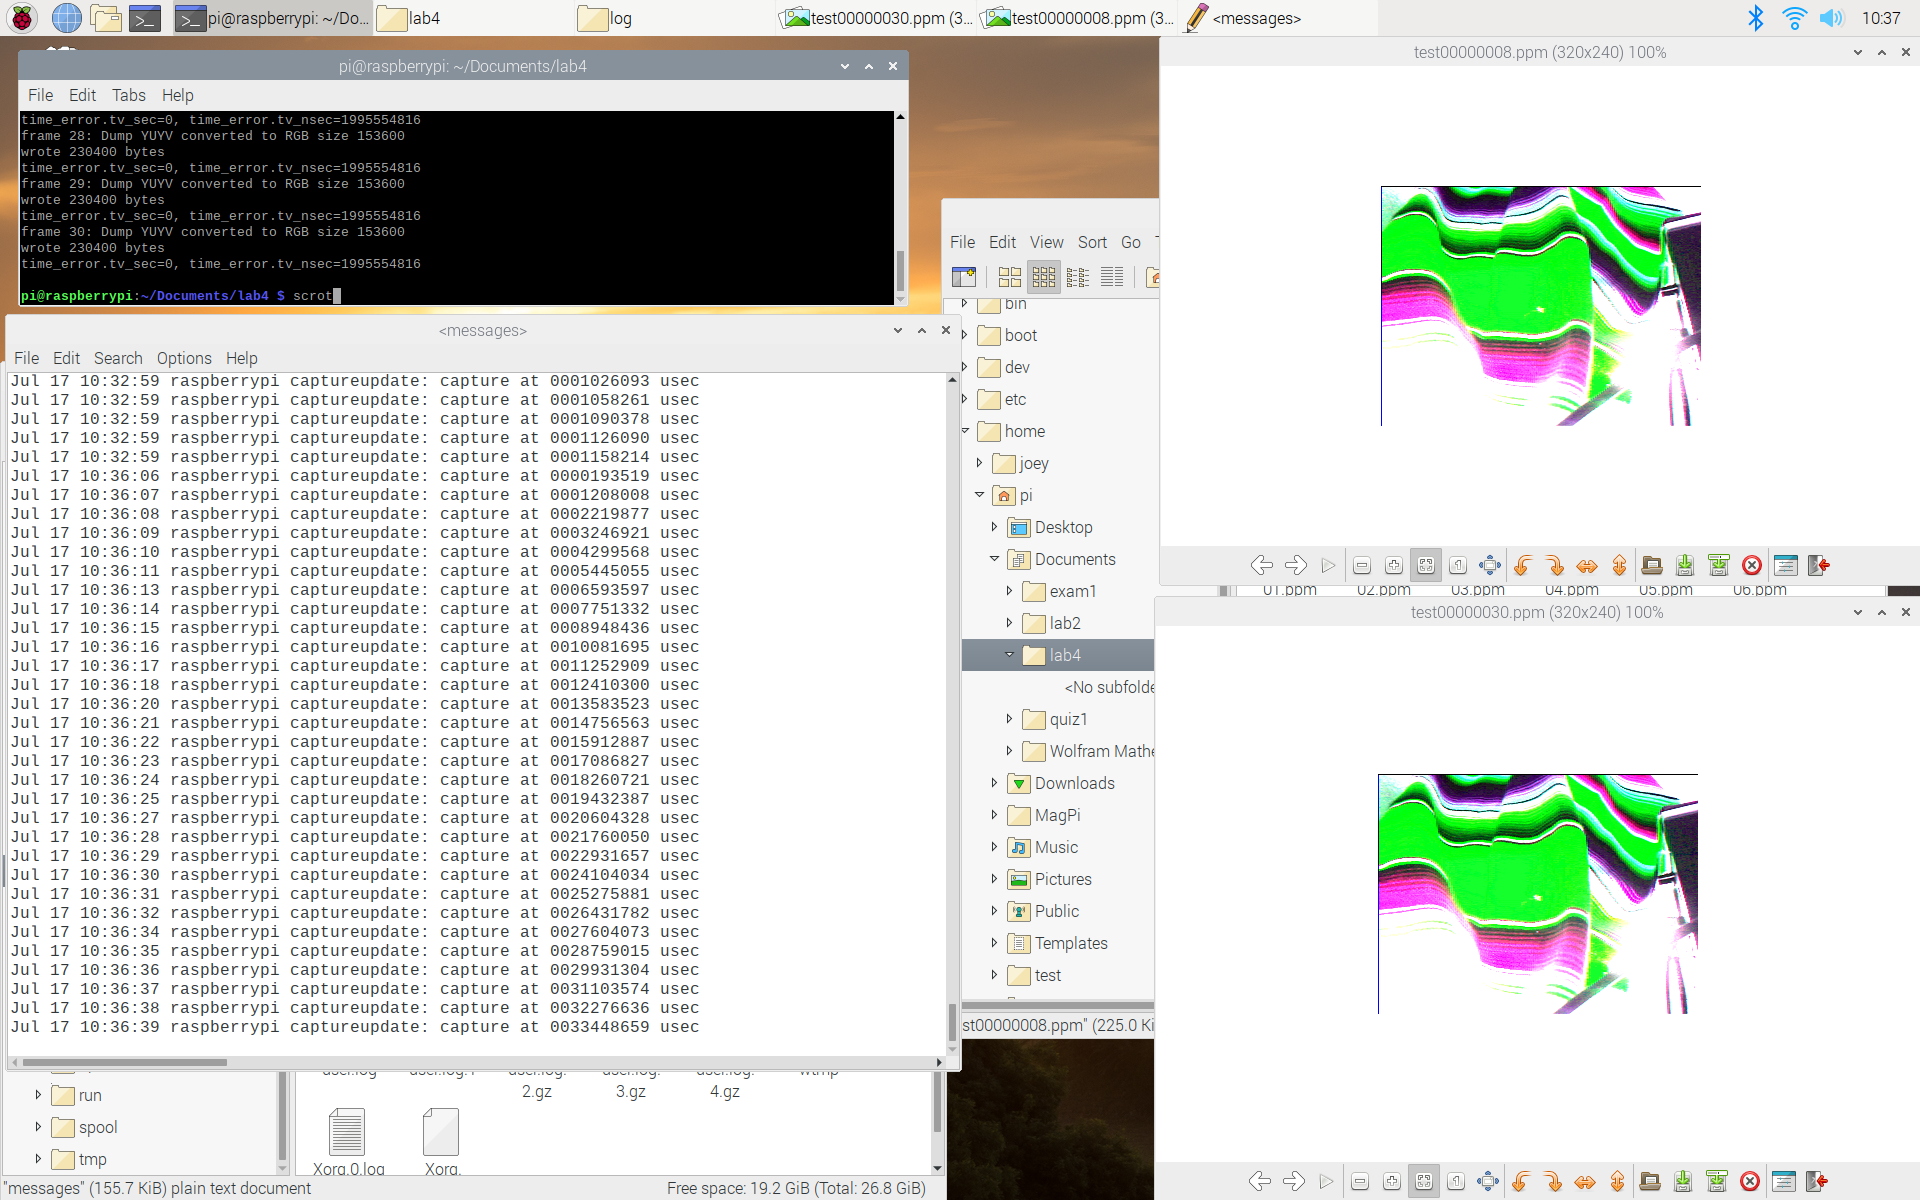 pi@raspberrypi: ~/Do...
lab4
log
test00000030.ppm (3...
test00000008.ppm (3...
<messages>
10:37
pi@raspberrypi: ~/Documents/lab4
File Edit Tabs Help
time_error.tv_sec=0, time_error.tv_nsec=1995554816
frame 28: Dump YUYV converted to RGB size 153600
wrote 230400 bytes
time_error.tv_sec=0, time_error.tv_nsec=1995554816
frame 29: Dump YUYV converted to RGB size 153600
wrote 230400 bytes
time_error.tv_sec=0, time_error.tv_nsec=1995554816
frame 30: Dump YUYV converted to RGB size 153600
wrote 230400 bytes
time_error.tv_sec=0, time_error.tv_nsec=1995554816
pi@raspberrypi:~/Documents/lab4 $ scrot
<messages>
File Edit Search Options Help
Jul 17 10:32:59 raspberrypi captureupdate: capture at 0001026093 usec
Jul 17 10:32:59 raspberrypi captureupdate: capture at 0001058261 usec
Jul 17 10:32:59 raspberrypi captureupdate: capture at 0001090378 usec
Jul 17 10:32:59 raspberrypi captureupdate: capture at 0001126090 usec
Jul 17 10:32:59 raspberrypi captureupdate: capture at 0001158214 usec
Jul 17 10:36:06 raspberrypi captureupdate: capture at 0000193519 usec
Jul 17 10:36:07 raspberrypi captureupdate: capture at 0001208008 usec
Jul 17 10:36:08 raspberrypi captureupdate: capture at 0002219877 usec
Jul 17 10:36:09 raspberrypi captureupdate: capture at 0003246921 usec
Jul 17 10:36:10 raspberrypi captureupdate: capture at 0004299568 usec
Jul 17 10:36:11 raspberrypi captureupdate: capture at 0005445055 usec
Jul 17 10:36:13 raspberrypi captureupdate: capture at 0006593597 usec
Jul 17 10:36:14 raspberrypi captureupdate: capture at 0007751332 usec
Jul 17 10:36:15 raspberrypi captureupdate: capture at 0008948436 usec
Jul 17 10:36:16 raspberrypi captureupdate: capture at 0010081695 usec
Jul 17 10:36:17 raspberrypi captureupdate: capture at 0011252909 usec
Jul 17 10:36:18 raspberrypi captureupdate: capture at 0012410300 usec
Jul 17 10:36:20 raspberrypi captureupdate: capture at 0013583523 usec
Jul 17 10:36:21 raspberrypi captureupdate: capture at 0014756563 usec
Jul 17 10:36:22 raspberrypi captureupdate: capture at 0015912887 usec
Jul 17 10:36:23 raspberrypi captureupdate: capture at 0017086827 usec
Jul 17 10:36:24 raspberrypi captureupdate: capture at 0018260721 usec
Jul 17 10:36:25 raspberrypi captureupdate: capture at 0019432387 usec
Jul 17 10:36:27 raspberrypi captureupdate: capture at 0020604328 usec
Jul 17 10:36:28 raspberrypi captureupdate: capture at 0021760050 usec
Jul 17 10:36:29 raspberrypi captureupdate: capture at 0022931657 usec
Jul 17 10:36:30 raspberrypi captureupdate: capture at 0024104034 usec
Jul 17 10:36:31 raspberrypi captureupdate: capture at 0025275881 usec
Jul 17 10:36:32 raspberrypi captureupdate: capture at 0026431782 usec
Jul 17 10:36:34 raspberrypi captureupdate: capture at 0027604073 usec
Jul 17 10:36:35 raspberrypi captureupdate: capture at 0028759015 usec
Jul 17 10:36:36 raspberrypi captureupdate: capture at 0029931304 usec
Jul 17 10:36:37 raspberrypi captureupdate: capture at 0031103574 usec
Jul 17 10:36:38 raspberrypi captureupdate: capture at 0032276636 usec
Jul 17 10:36:39 raspberrypi captureupdate: capture at 0033448659 usec
run
spool
tmp
user.log user.log.1 user.log. user.log. user.log. wtmp
2.gz 3.gz 4.gz
Xorg.0.log Xorg.
"messages" (155.7 KiB) plain text document Free space: 19.2 GiB (Total: 26.8 GiB)
File Edit View Sort Go
bin
boot
dev
etc
home
joey
pi
Desktop
Documents
exam1
lab2
lab4
<No subfolde
quiz1
Wolfram Mathe
Downloads
MagPi
Music
Pictures
Public
Templates
test
st00000008.ppm" (225.0 Ki
test00000008.ppm (320x240) 100%
01.ppm 02.ppm 03.ppm 04.ppm 05.ppm 06.ppm
test00000030.ppm (320x240) 100%